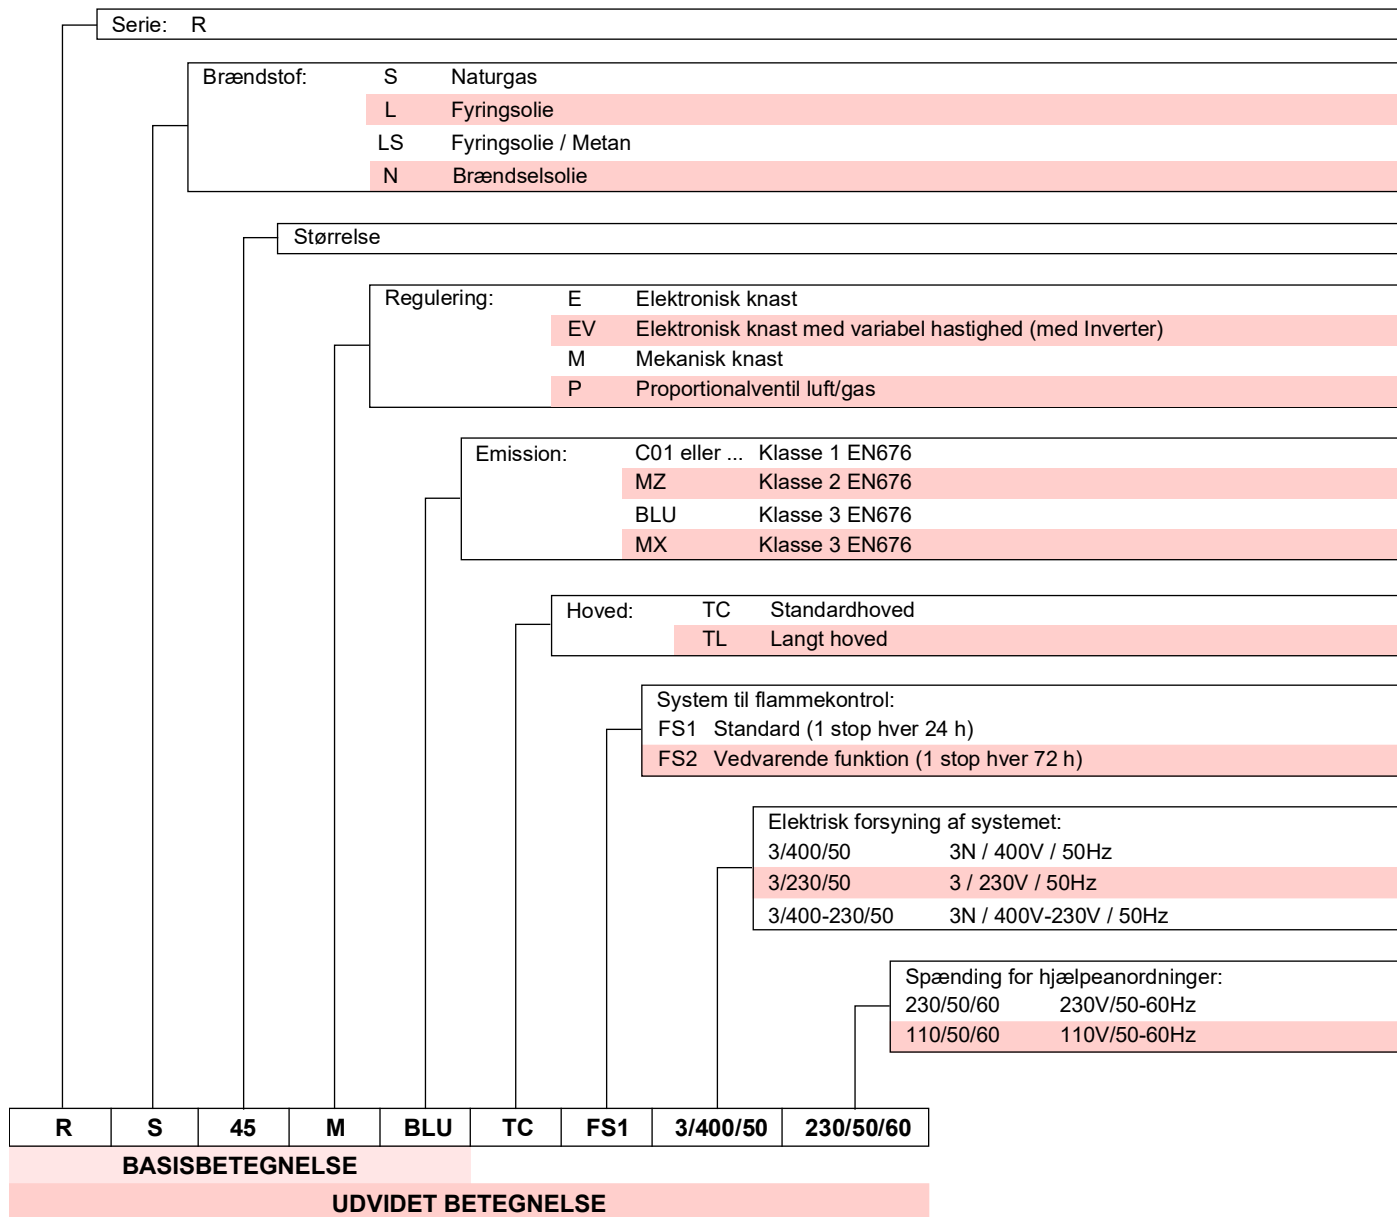 Serie: R
Brændstof: S Naturgas
L Fyringsolie
LS Fyringsolie / Metan
N Brændselsolie
Størrelse
Regulering: E Elektronisk knast
EV Elektronisk knast med variabel hastighed (med Inverter)
M Mekanisk knast
P Proportionalventil luft/gas
Emission: C01 eller ... Klasse 1 EN676
MZ Klasse 2 EN676
BLU Klasse 3 EN676
MX Klasse 3 EN676
Hoved: TC Standardhoved
TL Langt hoved
System til flammekontrol:
FS1 Standard (1 stop hver 24 h)
FS2 Vedvarende funktion (1 stop hver 72 h)
Elektrisk forsyning af systemet:
3/400/50 3N / 400V / 50Hz
3/230/50 3 / 230V / 50Hz
3/400-230/50 3N / 400V-230V / 50Hz
Spænding for hjælpeanordninger:
230/50/60 230V/50-60Hz
110/50/60 110V/50-60Hz
R S 45 M BLU TC FS1 3/400/50 230/50/60
BASISBETEGNELSE
UDVIDET BETEGNELSE